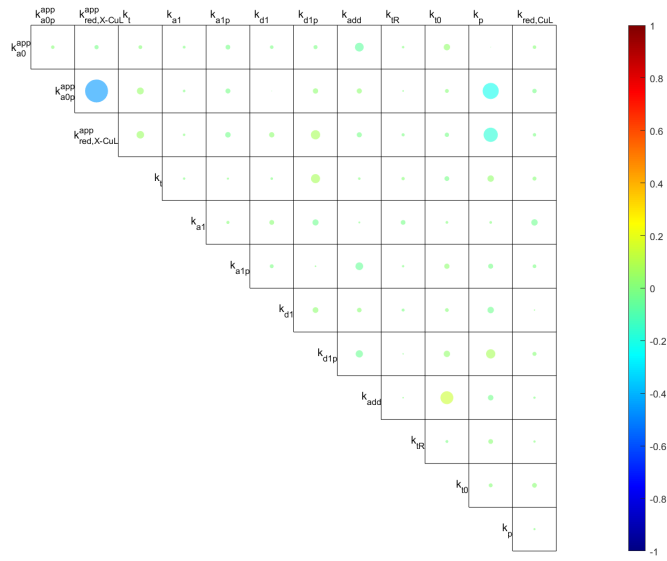 k_a0p^app k_red,X-CuL^app k_t k_a1 k_a1p k_d1 k_d1p k_add k_tR k_t0 k_p k_red,CuL
k_a0^app
k_a0p^app
k_red,X-CuL^app
k_t
k_a1
k_a1p
k_d1
k_d1p
k_add
k_tR
k_t0
k_p
1
0.8
0.6
0.4
0.2
0
-0.2
-0.4
-0.6
-0.8
-1